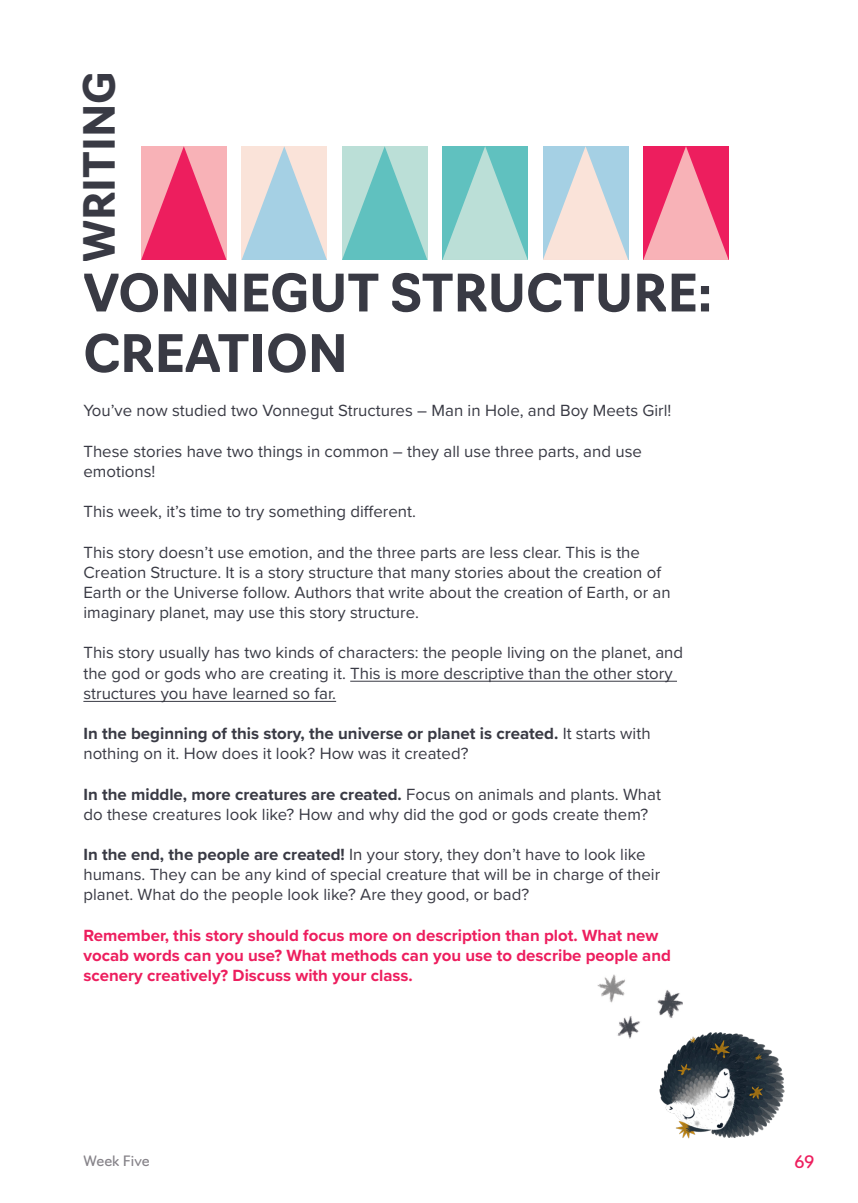 WRITING
VONNEGUT STRUCTURE:
CREATION
You’ve now studied two Vonnegut Structures – Man in Hole, and Boy Meets Girl!
These stories have two things in common – they all use three parts, and use
emotions!
This week, it’s time to try something different.
This story doesn’t use emotion, and the three parts are less clear. This is the
Creation Structure. It is a story structure that many stories about the creation of
Earth or the Universe follow. Authors that write about the creation of Earth, or an
imaginary planet, may use this story structure.
This story usually has two kinds of characters: the people living on the planet, and
the god or gods who are creating it. This is more descriptive than the other story
structures you have learned so far.
In the beginning of this story, the universe or planet is created. It starts with
nothing on it. How does it look? How was it created?
In the middle, more creatures are created. Focus on animals and plants. What
do these creatures look like? How and why did the god or gods create them?
In the end, the people are created! In your story, they don’t have to look like
humans. They can be any kind of special creature that will be in charge of their
planet. What do the people look like? Are they good, or bad?
Remember, this story should focus more on description than plot. What new
vocab words can you use? What methods can you use to describe people and
scenery creatively? Discuss with your class.
Week Five
69